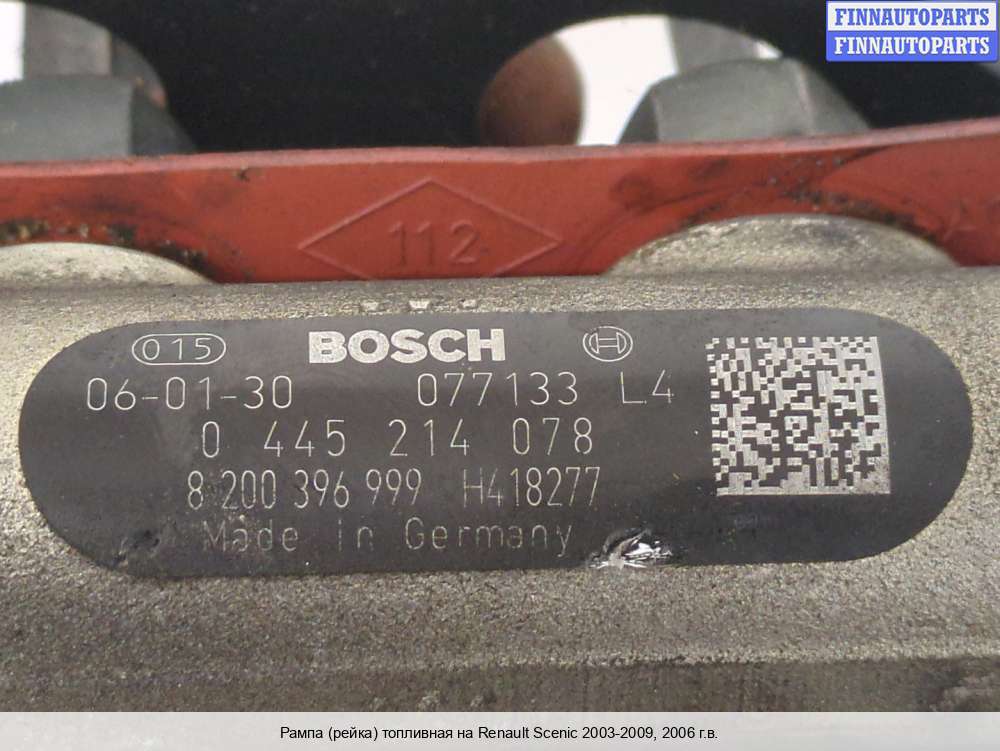 FINNAUTOPARTS
FINNAUTOPARTS
112
015 BOSCH H
06-01-30 077133 L4
0 445 214 078
8 200 396 999 H418277
Made in Germany
Рампа (рейка) топливная на Renault Scenic 2003-2009, 2006 г.в.